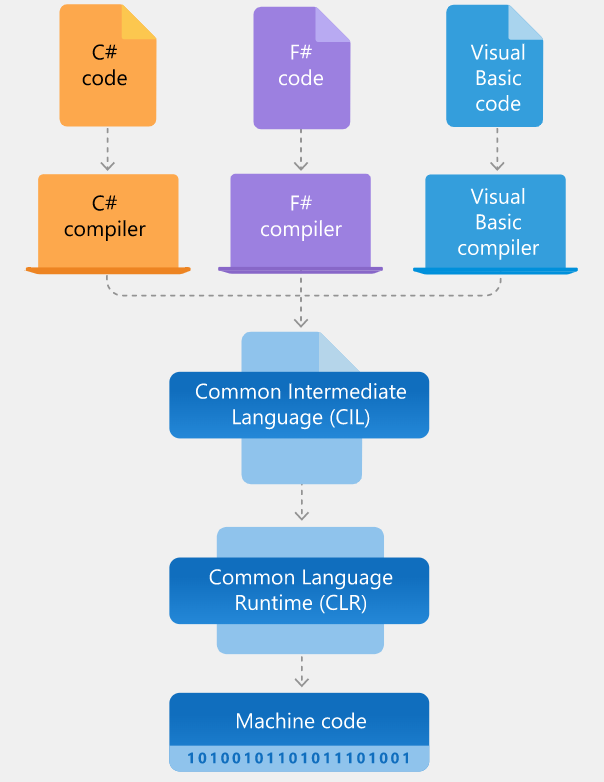 C#
code
F#
code
Visual
Basic
code
C#
compiler
F#
compiler
Visual
Basic
compiler
Common Intermediate
Language (CIL)
Common Language
Runtime (CLR)
Machine code
10100101101011101001